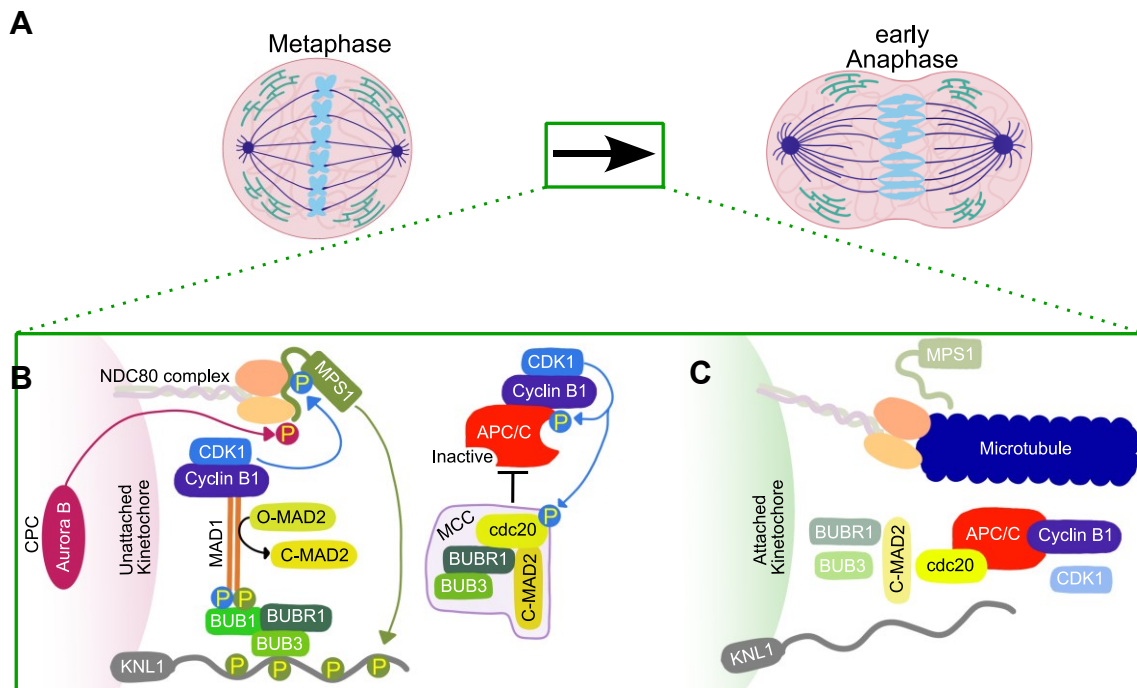 A
Metaphase
early
Anaphase
B
NDC80 complex
MPS1
P
P
CDK1
Cyclin B1
CPC
Aurora B
Unattached
Kinetochore
MAD1
O-MAD2
C-MAD2
P
P
BUB1
BUBR1
BUB3
KNL1
P
P
P
P
CDK1
Cyclin B1
P
APC/C
Inactive
MCC
P
cdc20
BUBR1
BUB3
C-MAD2
C
MPS1
Microtubule
Attached
Kinetochore
BUBR1
BUB3
C-MAD2
cdc20
APC/C
Cyclin B1
CDK1
KNL1